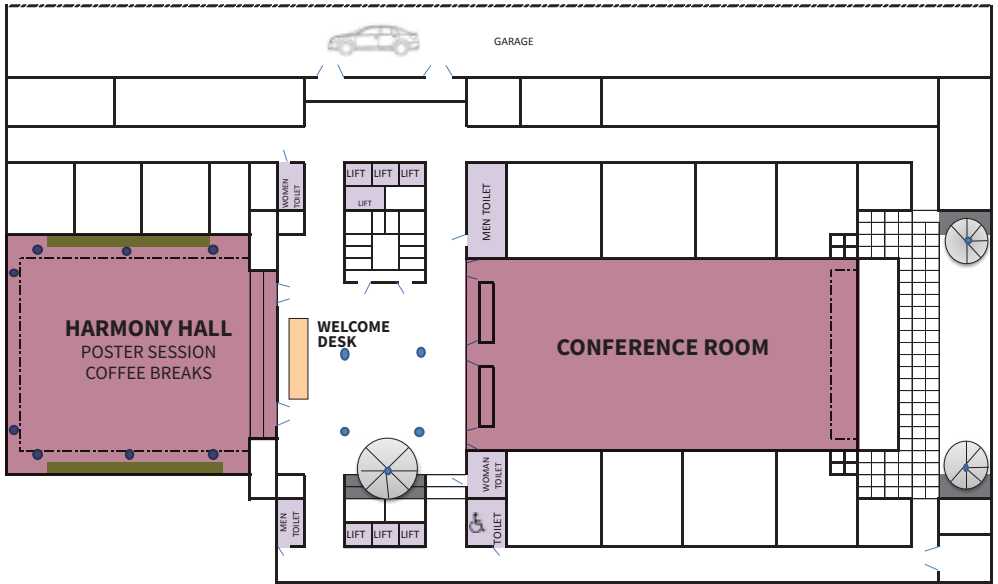 GARAGE
LIFT LIFT LIFT
LIFT
WOMEN
TOILET
MEN TOILET
HARMONY HALL
POSTER SESSION
COFFEE BREAKS
WELCOME
DESK
CONFERENCE ROOM
WOMAN
TOILET
MEN
TOILET
LIFT LIFT LIFT
TOILET